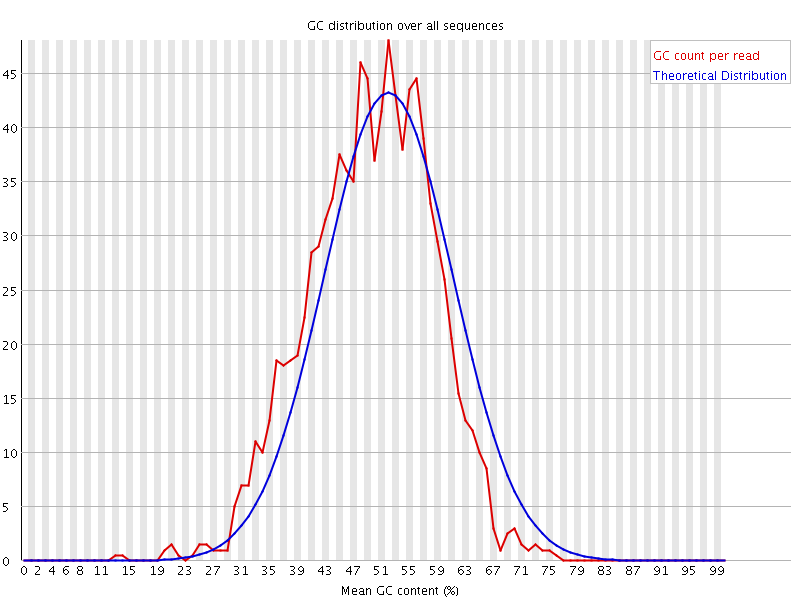 GC distribution over all sequences
GC count per read
Theoretical Distribution
45
40
35
30
25
20
15
10
5
0
0 2 4 6 8 11 15 19 23 27 31 35 39 43 47 51 55 59 63 67 71 75 79 83 87 91 95 99
Mean GC content (%)